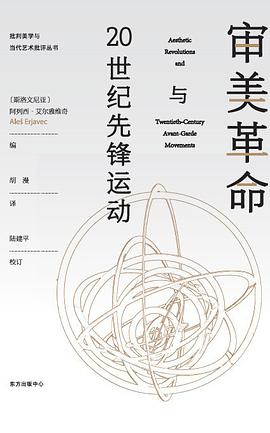 批判美学与
当代艺术批评丛书
审美革命
与
20世纪先锋运动
Aesthetic
Revolutions
and
Twentieth-Century
Avant-Garde
Movements
〔斯洛文尼亚〕
阿列西·艾尔雅维奇
Aleš Erjavec
编
胡漫
译
陆建平
校订
东方出版中心